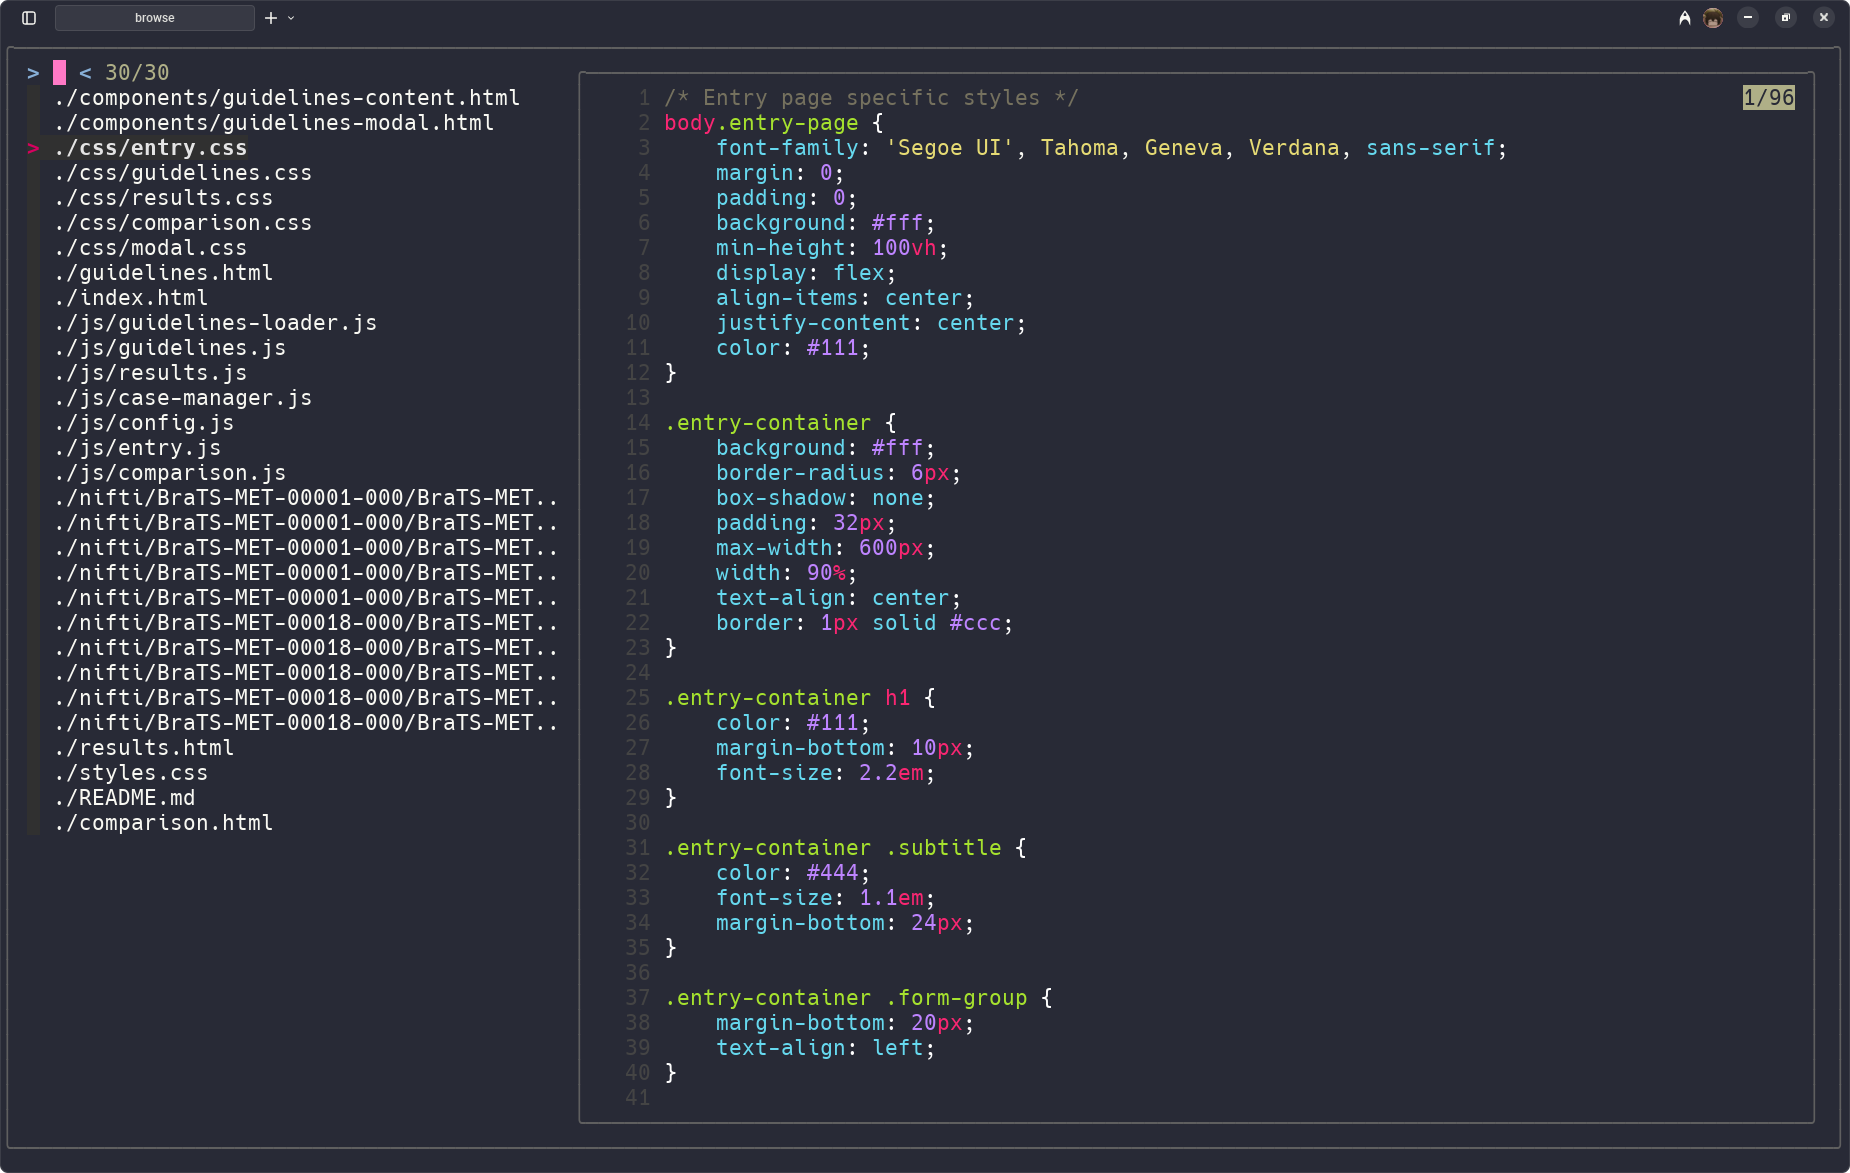 browse
> < 30/30
./components/guidelines-content.html
./components/guidelines-modal.html
> ./css/entry.css
./css/guidelines.css
./css/results.css
./css/comparison.css
./css/modal.css
./guidelines.html
./index.html
./js/guidelines-loader.js
./js/guidelines.js
./js/results.js
./js/case-manager.js
./js/config.js
./js/entry.js
./js/comparison.js
./nifti/BraTS-MET-00001-000/BraTS-MET..
./nifti/BraTS-MET-00001-000/BraTS-MET..
./nifti/BraTS-MET-00001-000/BraTS-MET..
./nifti/BraTS-MET-00001-000/BraTS-MET..
./nifti/BraTS-MET-00001-000/BraTS-MET..
./nifti/BraTS-MET-00018-000/BraTS-MET..
./nifti/BraTS-MET-00018-000/BraTS-MET..
./nifti/BraTS-MET-00018-000/BraTS-MET..
./nifti/BraTS-MET-00018-000/BraTS-MET..
./nifti/BraTS-MET-00018-000/BraTS-MET..
./results.html
./styles.css
./README.md
./comparison.html
1/96
1 /* Entry page specific styles */
2 body.entry-page {
3     font-family: 'Segoe UI', Tahoma, Geneva, Verdana, sans-serif;
4     margin: 0;
5     padding: 0;
6     background: #fff;
7     min-height: 100vh;
8     display: flex;
9     align-items: center;
10     justify-content: center;
11     color: #111;
12 }
13
14 .entry-container {
15     background: #fff;
16     border-radius: 6px;
17     box-shadow: none;
18     padding: 32px;
19     max-width: 600px;
20     width: 90%;
21     text-align: center;
22     border: 1px solid #ccc;
23 }
24
25 .entry-container h1 {
26     color: #111;
27     margin-bottom: 10px;
28     font-size: 2.2em;
29 }
30
31 .entry-container .subtitle {
32     color: #444;
33     font-size: 1.1em;
34     margin-bottom: 24px;
35 }
36
37 .entry-container .form-group {
38     margin-bottom: 20px;
39     text-align: left;
40 }
41